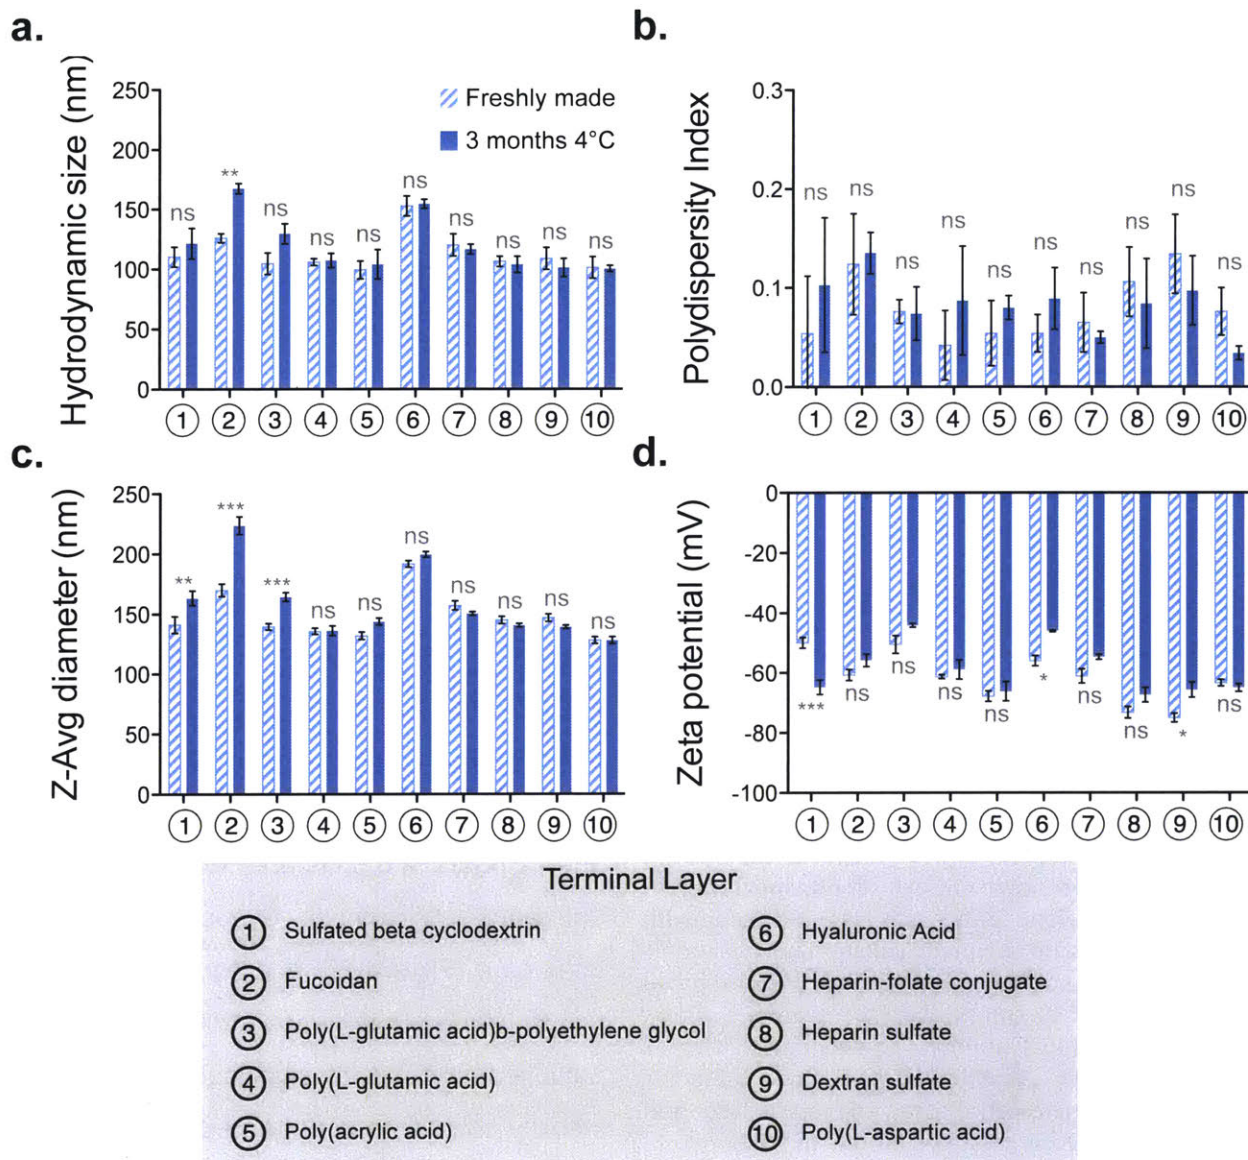 a.
Hydrodynamic size (nm)
250
200
150
100
50
0
Freshly made
3 months 4°C
ns
**
ns
ns
ns
ns
ns
ns
ns
ns
1 2 3 4 5 6 7 8 9 10
b.
Polydispersity Index
0.3
0.2
0.1
0.0
ns
ns
ns
ns
ns
ns
ns
ns
ns
ns
1 2 3 4 5 6 7 8 9 10
c.
Z-Avg diameter (nm)
250
200
150
100
50
0
**
***
***
ns
ns
ns
ns
ns
ns
ns
1 2 3 4 5 6 7 8 9 10
d.
Zeta potential (mV)
0
-20
-40
-60
-80
-100
***
ns
ns
ns
ns
*
ns
ns
*
ns
1 2 3 4 5 6 7 8 9 10
Terminal Layer
1 Sulfated beta cyclodextrin
2 Fucoidan
3 Poly(L-glutamic acid)b-polyethylene glycol
4 Poly(L-glutamic acid)
5 Poly(acrylic acid)
6 Hyaluronic Acid
7 Heparin-folate conjugate
8 Heparin sulfate
9 Dextran sulfate
10 Poly(L-aspartic acid)